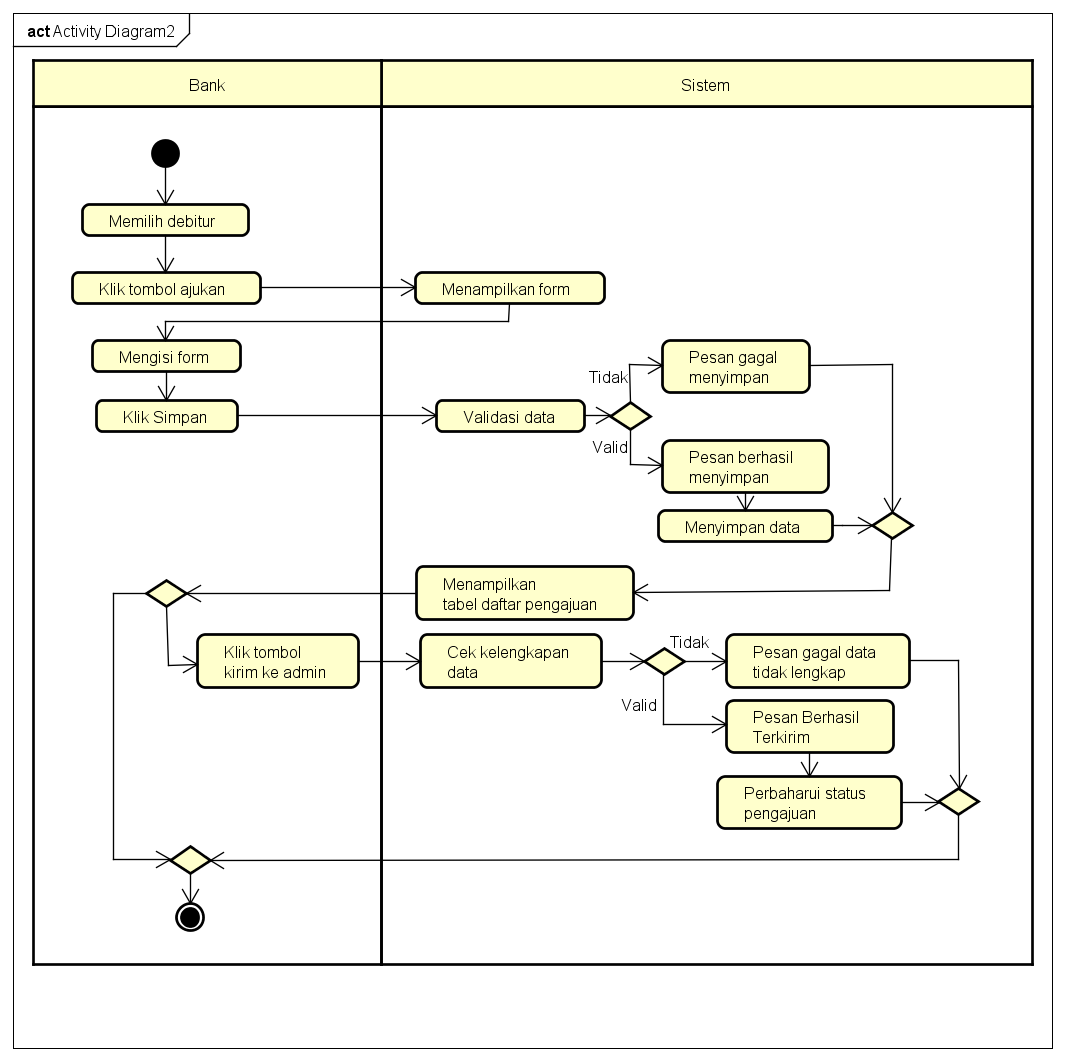 act Activity Diagram2
Bank
Sistem
Memilih debitur
Klik tombol ajukan
Menampilkan form
Mengisi form
Klik Simpan
Validasi data
Tidak
Pesan gagal
menyimpan
Valid
Pesan berhasil
menyimpan
Menyimpan data
Menampilkan
tabel daftar pengajuan
Klik tombol
kirim ke admin
Cek kelengkapan
data
Tidak
Pesan gagal data
tidak lengkap
Valid
Pesan Berhasil
Terkirim
Perbaharui status
pengajuan